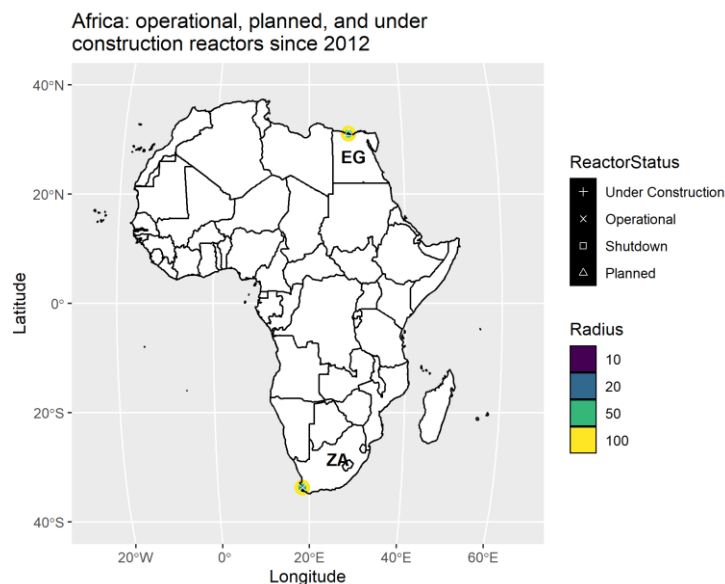 Africa: operational, planned, and under
construction reactors since 2012
40°N
20°N
0°
20°S
40°S
Latitude
EG
ZA
20°W
0°
20°E
40°E
60°E
Longitude
ReactorStatus
Under Construction
Operational
Shutdown
Planned
Radius
10
20
50
100